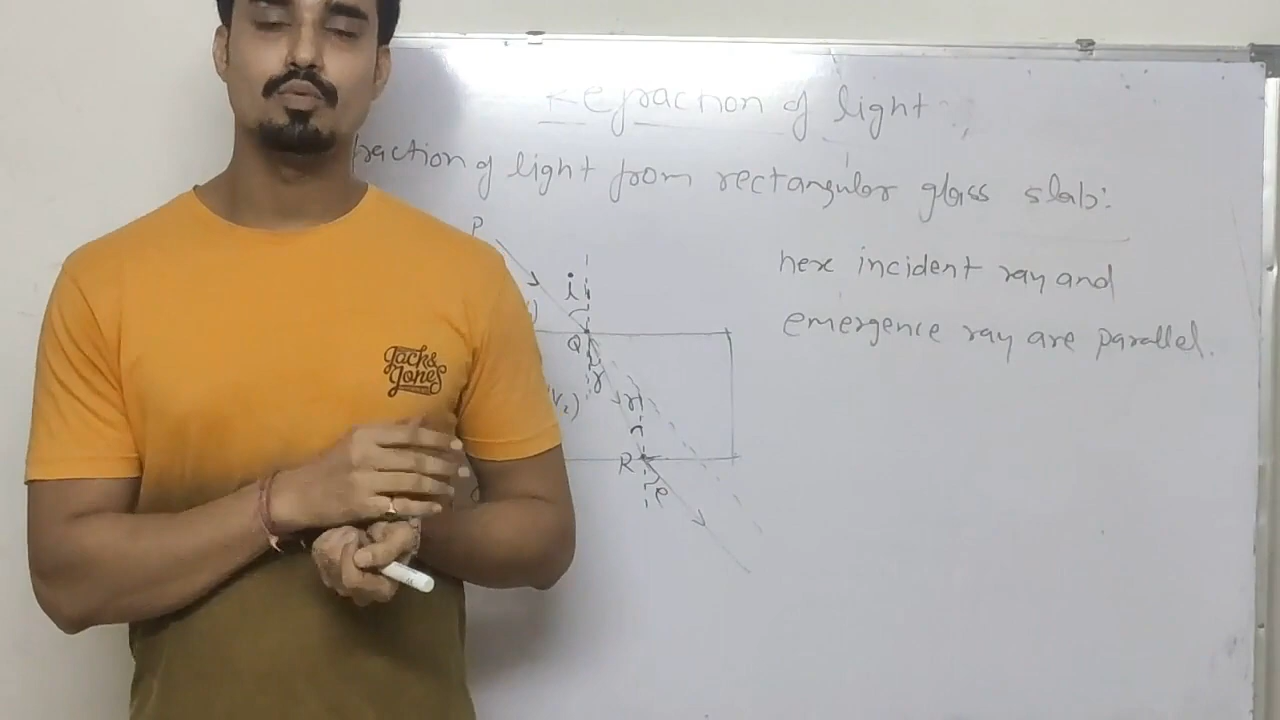 Refraction of light
fraction of light from rectangular glass slab:
P
here incident ray and
i
emergence ray are parallel.
Q
Jack&
Jones
r
V₂)
r
R
e